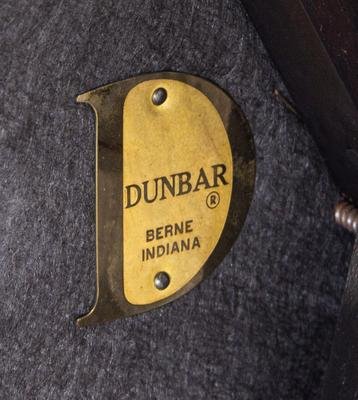 D
DUNBAR
®
BERNE
INDIANA